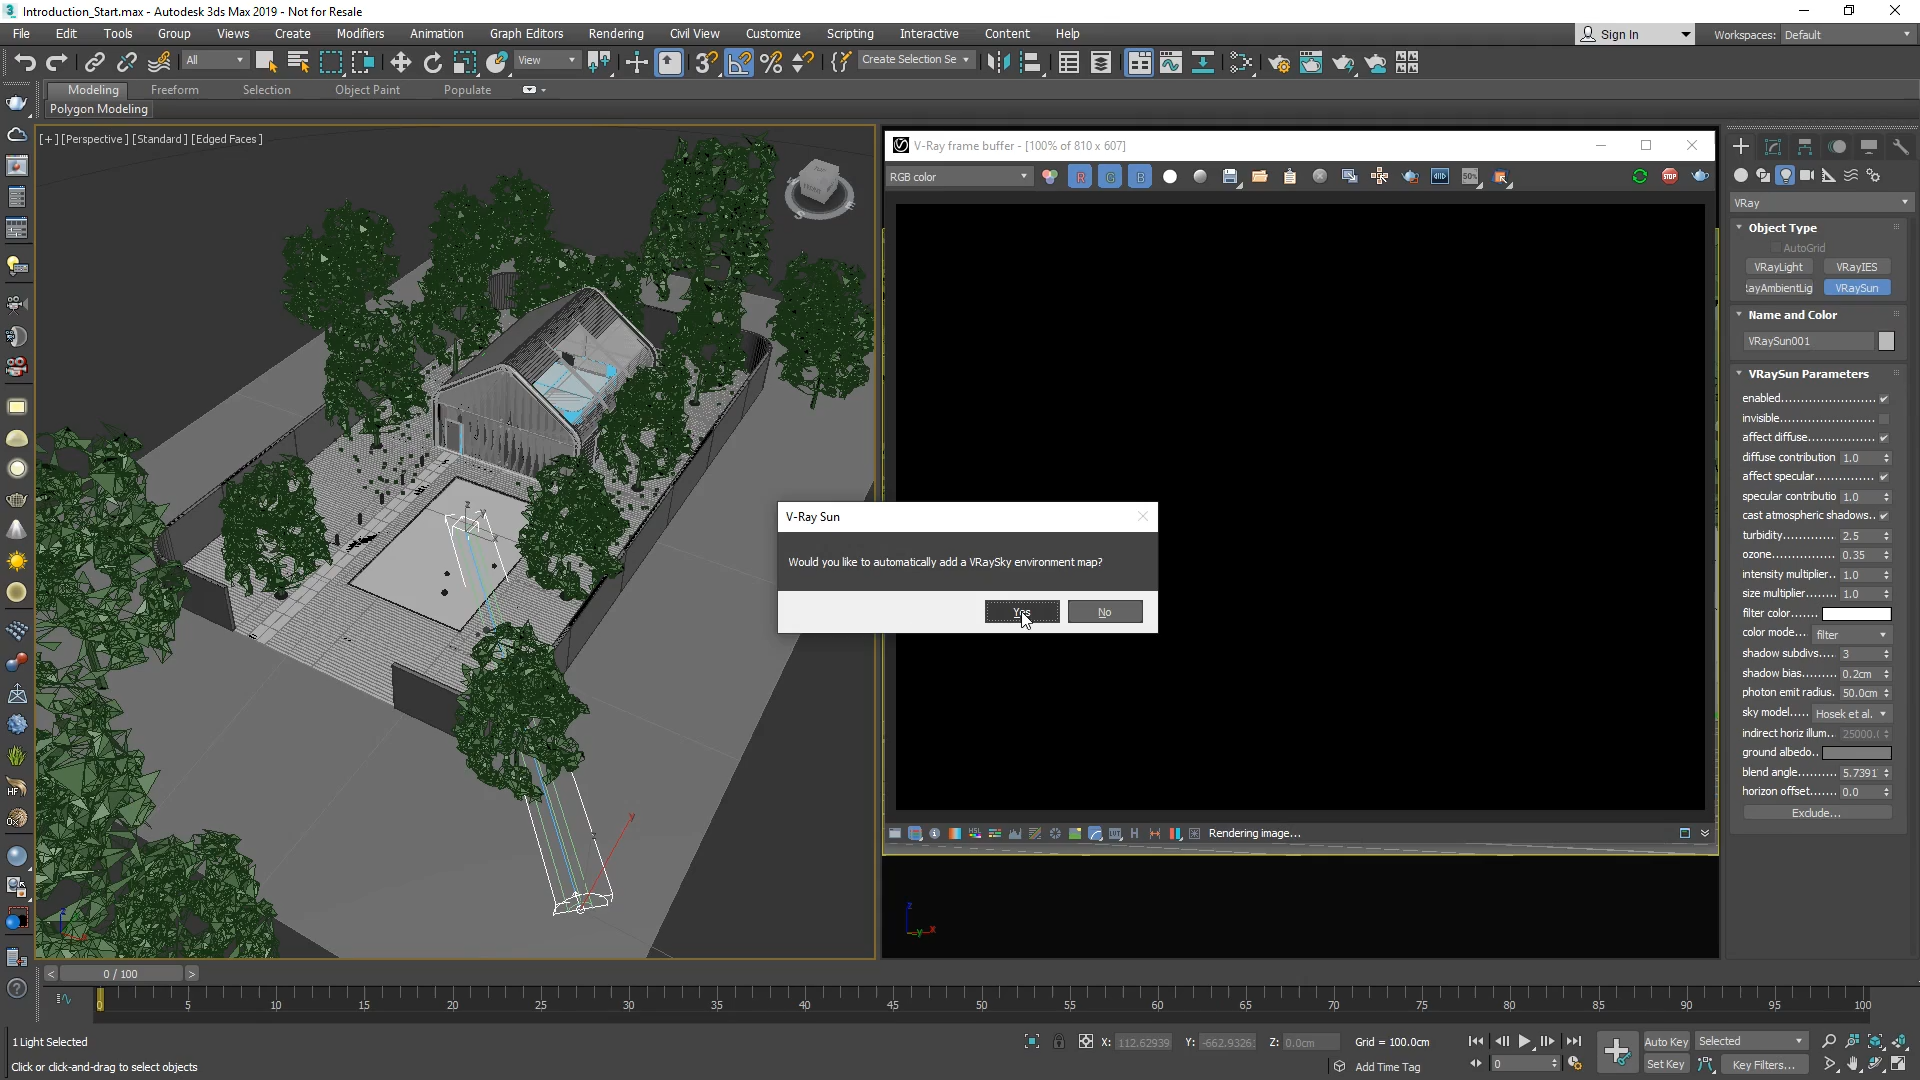 Introduction_Start.max - Autodesk 3ds Max 2019 - Not for Resale
File Edit Tools Group Views Create Modifiers Animation Graph Editors Rendering Civil View Customize Scripting Interactive Content Help
Sign In
Workspaces: Default
All
View
Create Selection Se
Modeling Freeform Selection Object Paint Populate
Polygon Modeling
[+] [Perspective] [Standard] [Edged Faces]
V-Ray frame buffer - [100% of 810 x 607]
RGB color
R G B
50%
STOP
VRay
Object Type
AutoGrid
VRayLight VRayIES
RayAmbientLig VRaySun
Name and Color
VRaySun001
VRaySun Parameters
enabled
invisible
affect diffuse
diffuse contribution 1.0
affect specular
specular contributio 1.0
cast atmospheric shadows..
turbidity 2.5
ozone 0.35
intensity multiplier.. 1.0
size multiplier 1.0
filter color
color mode... filter
shadow subdivs.... 3
shadow bias 0.2cm
photon emit radius. 50.0cm
sky model..... Hosek et al.
indirect horiz illum.. 25000.(
ground albedo..
blend angle 5.7391
horizon offset 0.0
Exclude...
V-Ray Sun
Would you like to automatically add a VRaySky environment map?
Yes No
HSL
H
Rendering image...
HF
z
y
z
y x
< 0 / 100 >
0 5 10 15 20 25 30 35 40 45 50 55 60 65 70 75 80 85 90 95 100
1 Light Selected
Click or click-and-drag to select objects
X: 112.62939 Y: -662.9326: Z: 0.0cm Grid = 100.0cm
Add Time Tag
0
Auto Key Selected
Set Key Key Filters...